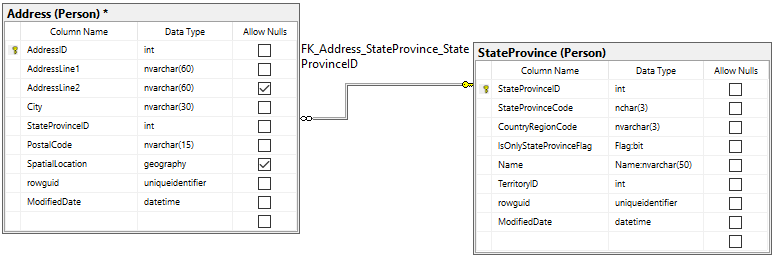 Address (Person) *
Column Name Data Type Allow Nulls
AddressID int
AddressLine1 nvarchar(60)
AddressLine2 nvarchar(60)
City nvarchar(30)
StateProvinceID int
PostalCode nvarchar(15)
SpatialLocation geography
rowguid uniqueidentifier
ModifiedDate datetime
FK_Address_StateProvince_State
ProvinceID
StateProvince (Person)
Column Name Data Type Allow Nulls
StateProvinceID int
StateProvinceCode nchar(3)
CountryRegionCode nvarchar(3)
IsOnlyStateProvinceFlag Flag:bit
Name Name:nvarchar(50)
TerritoryID int
rowguid uniqueidentifier
ModifiedDate datetime